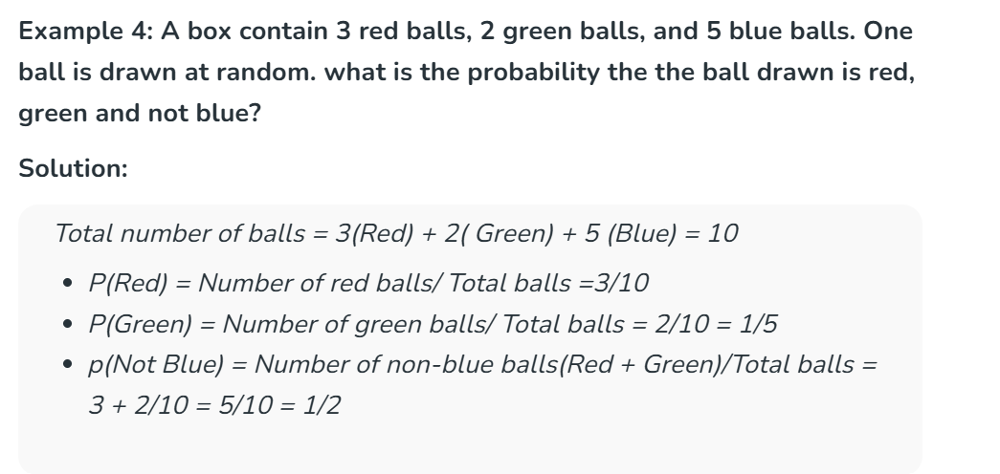 Example 4: A box contain 3 red balls, 2 green balls, and 5 blue balls. One
ball is drawn at random. what is the probability the the ball drawn is red,
green and not blue?
Solution:
Total number of balls = 3(Red) + 2( Green) + 5 (Blue) = 10
• P(Red) = Number of red balls/ Total balls =3/10
• P(Green) = Number of green balls/ Total balls = 2/10 = 1/5
• p(Not Blue) = Number of non-blue balls(Red + Green)/Total balls =
3 + 2/10 = 5/10 = 1/2